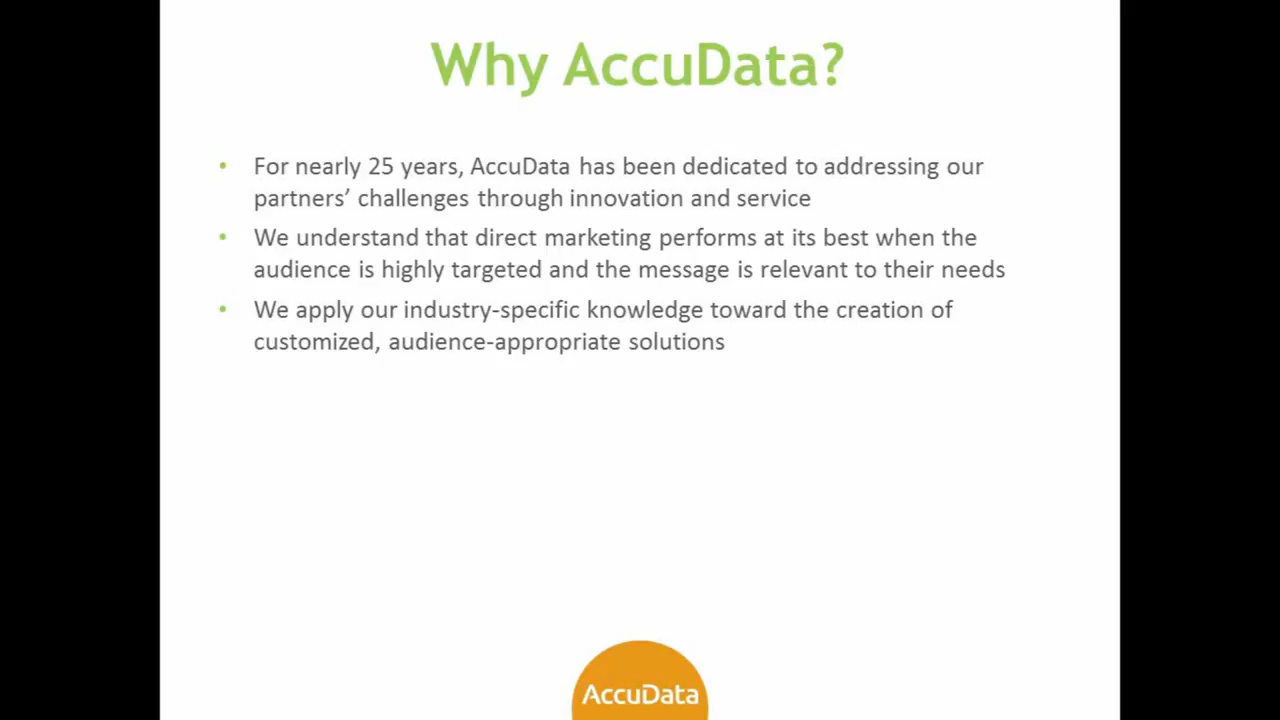 Why AccuData?
• For nearly 25 years, AccuData has been dedicated to addressing our
partners’ challenges through innovation and service
• We understand that direct marketing performs at its best when the
audience is highly targeted and the message is relevant to their needs
• We apply our industry-specific knowledge toward the creation of
customized, audience-appropriate solutions
AccuData